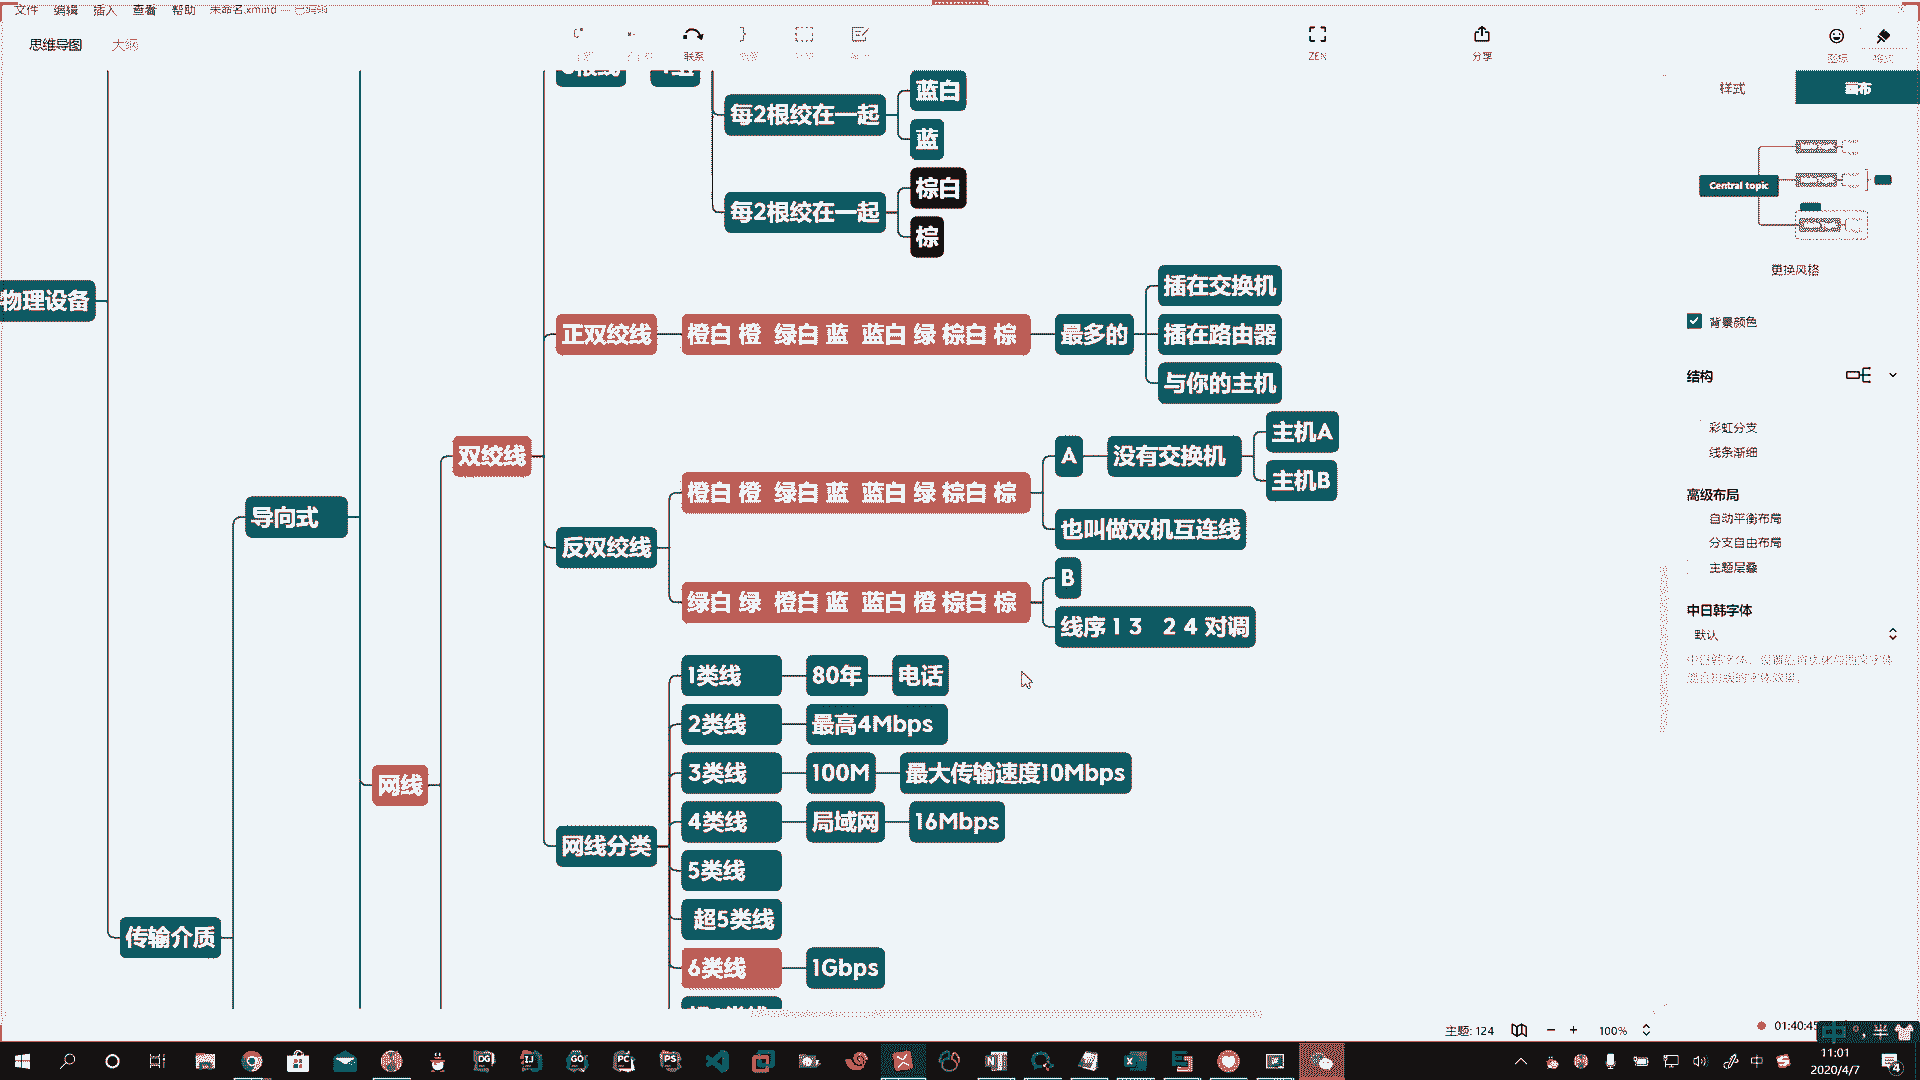 文件 编辑 插入 查看 帮助 未命名.xmind — 已编辑
思维导图 大纲
联系
ZEN
分享
样式 画布
每2根绞在一起
蓝白
蓝
每2根绞在一起
棕白
棕
Central topic
更换风格
物理设备
正双绞线
橙白 橙 绿白 蓝 蓝白 绿 棕白 棕
最多的
插在交换机
插在路由器
与你的主机
背景颜色
结构
彩虹分支
线条渐细
高级布局
自动平衡布局
分支自由布局
主题层叠
中日韩字体
默认
双绞线
导向式
反双绞线
橙白 橙 绿白 蓝 蓝白 绿 棕白 棕
A
没有交换机
主机A
主机B
也叫做双机互连线
绿白 绿 橙白 蓝 蓝白 橙 棕白 棕
B
线序 1 3 2 4 对调
网线
网线分类
1类线 80年 电话
2类线 最高4Mbps
3类线 100M 最大传输速度10Mbps
4类线 局域网 16Mbps
5类线
超5类线
6类线 1Gbps
传输介质
主题: 124
100%
01:40:45
11:01
2020/4/7